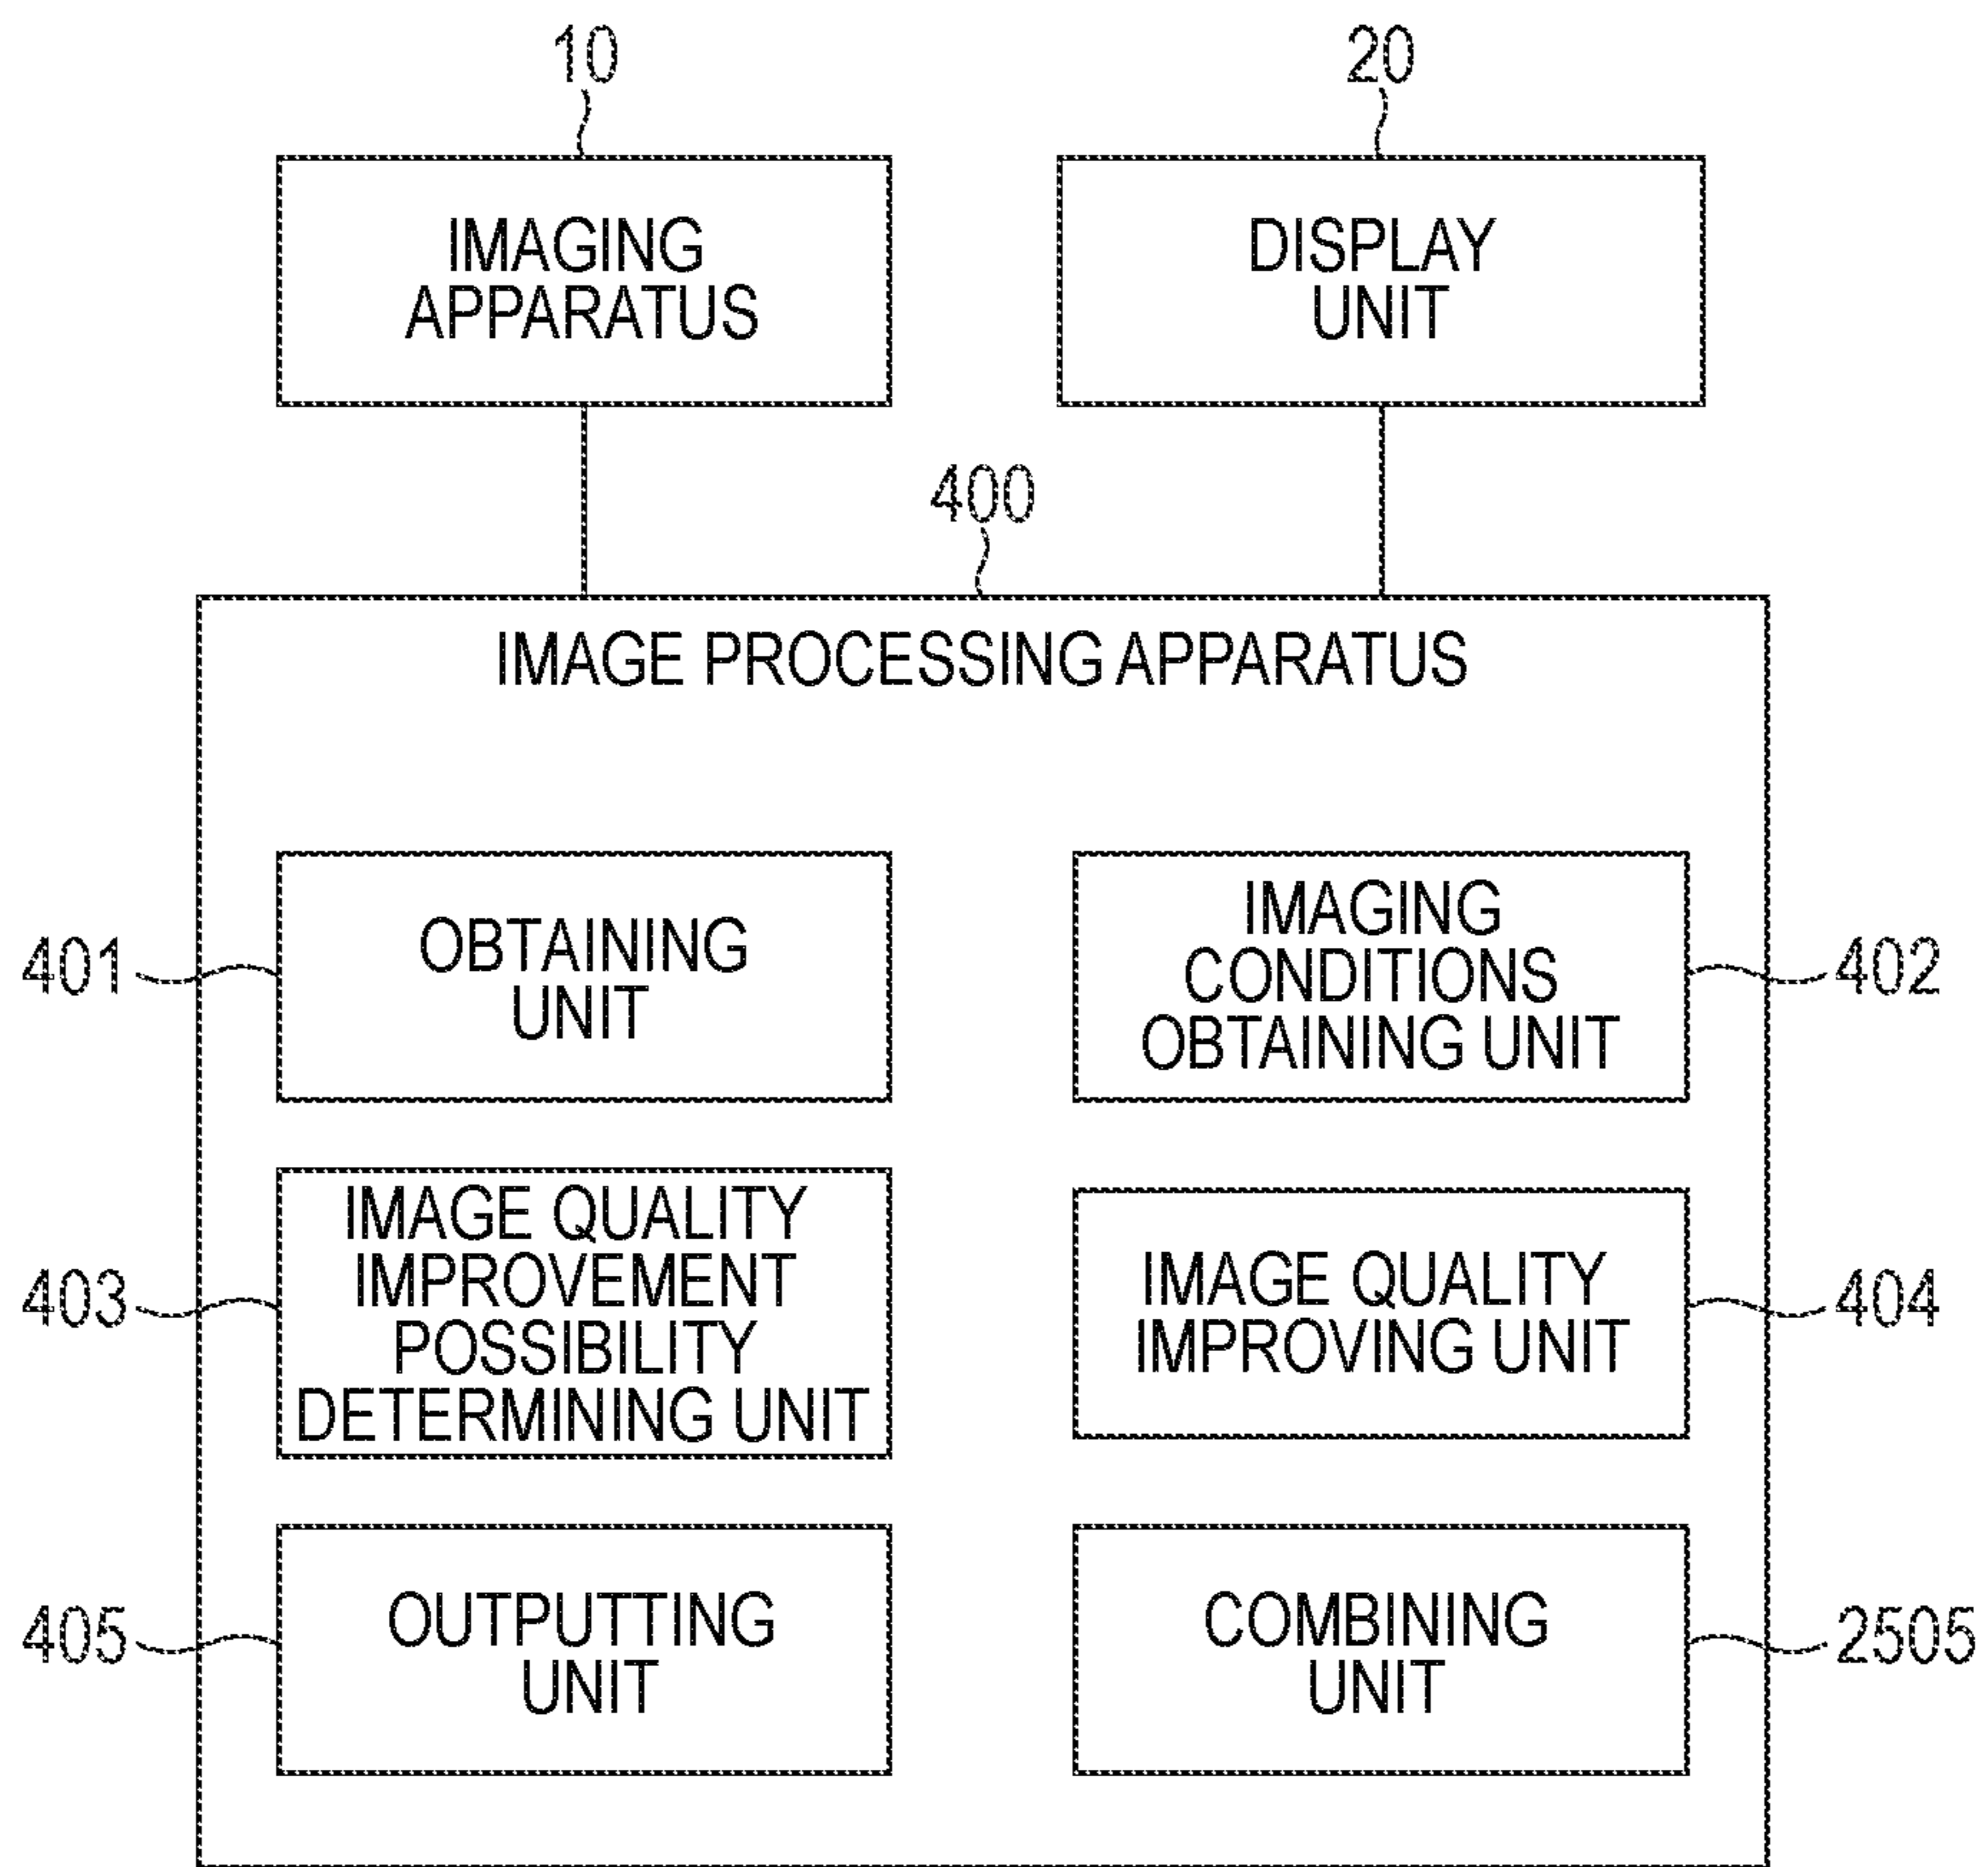 10
20
IMAGING
APPARATUS
DISPLAY
UNIT
400
IMAGE PROCESSING APPARATUS
401
OBTAINING
UNIT
IMAGING
CONDITIONS
OBTAINING UNIT
402
403
IMAGE QUALITY
IMPROVEMENT
POSSIBILITY
DETERMINING UNIT
IMAGE QUALITY
IMPROVING UNIT
404
405
OUTPUTTING
UNIT
COMBINING
UNIT
2505